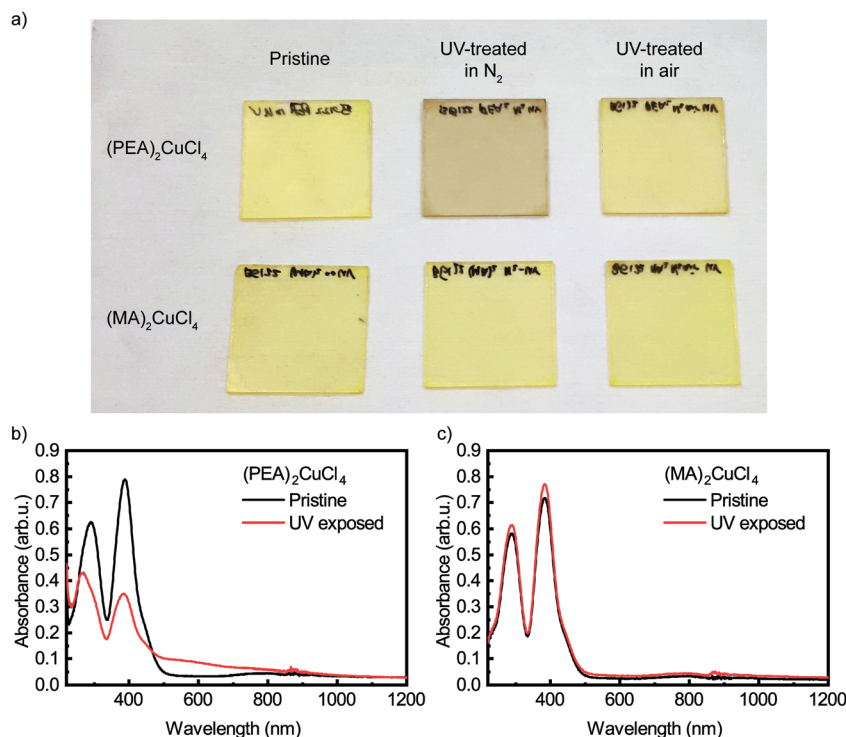 a)
Pristine
UV-treated
in N₂
UV-treated
in air
(PEA)₂CuCl₄
(MA)₂CuCl₄
b)
0.9
0.8
0.7
0.6
0.5
0.4
0.3
0.2
0.1
0.0
Absorbance (arb.u.)
(PEA)₂CuCl₄
Pristine
UV exposed
400 600 800 1000 1200
Wavelength (nm)
c)
0.9
0.8
0.7
0.6
0.5
0.4
0.3
0.2
0.1
0.0
Absorbance (arb.u.)
(MA)₂CuCl₄
Pristine
UV exposed
400 600 800 1000 1200
Wavelength (nm)